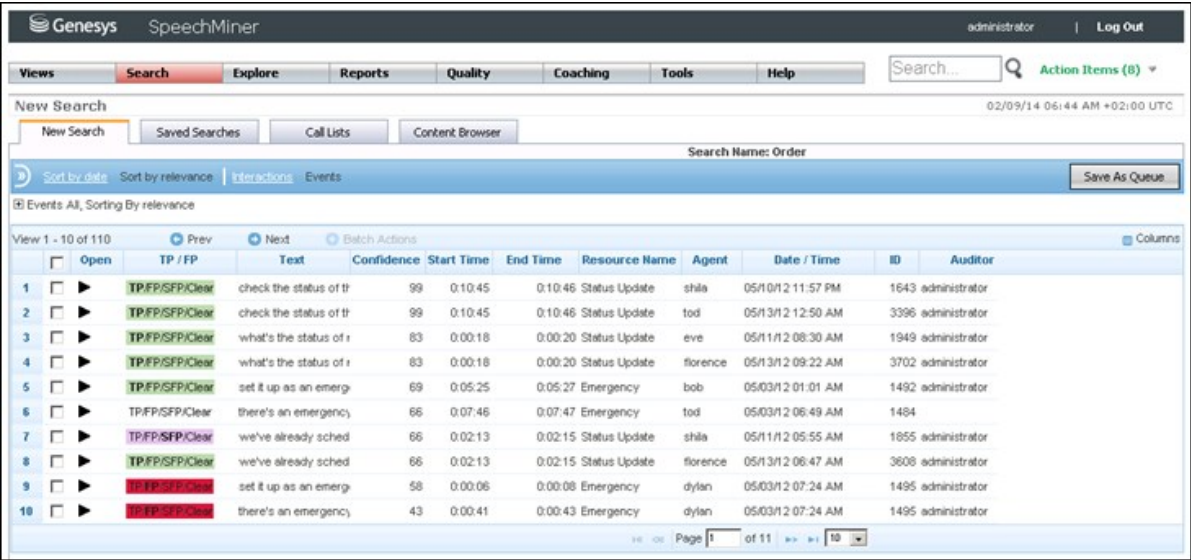 Genesys SpeechMiner administrator | Log Out
Views Search Explore Reports Quality Coaching Tools Help Search... Action Items (8)
New Search 02/09/14 06:44 AM +02:00 UTC
New Search Saved Searches Call Lists Content Browser
Search Name: Order
Sort by date Sort by relevance | Interactions Events Save As Queue
Events All, Sorting By relevance
View 1 - 10 of 110 Prev Next Batch Actions Columns
Open TP / FP Text Confidence Start Time End Time Resource Name Agent Date / Time ID Auditor
1 TP/FP/SFP/Clear check the status of th 99 0:10:45 0:10:46 Status Update shila 05/10/12 11:57 PM 1643 administrator
2 TP/FP/SFP/Clear check the status of th 99 0:10:45 0:10:46 Status Update tod 05/13/12 12:50 AM 3396 administrator
3 TP/FP/SFP/Clear what's the status of r 83 0:00:18 0:00:20 Status Update eve 05/11/12 08:30 AM 1949 administrator
4 TP/FP/SFP/Clear what's the status of r 83 0:00:18 0:00:20 Status Update florence 05/13/12 09:22 AM 3702 administrator
5 TP/FP/SFP/Clear set it up as an emerg 69 0:05:25 0:05:27 Emergency bob 05/03/12 01:01 AM 1492 administrator
6 TP/FP/SFP/Clear there's an emergency 66 0:07:46 0:07:47 Emergency tod 05/03/12 06:49 AM 1484
7 TP/FP/SFP/Clear we've already sched 66 0:02:13 0:02:15 Status Update shila 05/11/12 05:55 AM 1855 administrator
8 TP/FP/SFP/Clear we've already sched 66 0:02:13 0:02:15 Status Update florence 05/13/12 06:47 AM 3608 administrator
9 TP/FP/SFP/Clear set it up as an emerg 58 0:00:06 0:00:08 Emergency dylan 05/03/12 07:24 AM 1495 administrator
10 TP/FP/SFP/Clear there's an emergency 43 0:00:41 0:00:43 Emergency dylan 05/03/12 07:24 AM 1495 administrator
Page 1 of 11 10